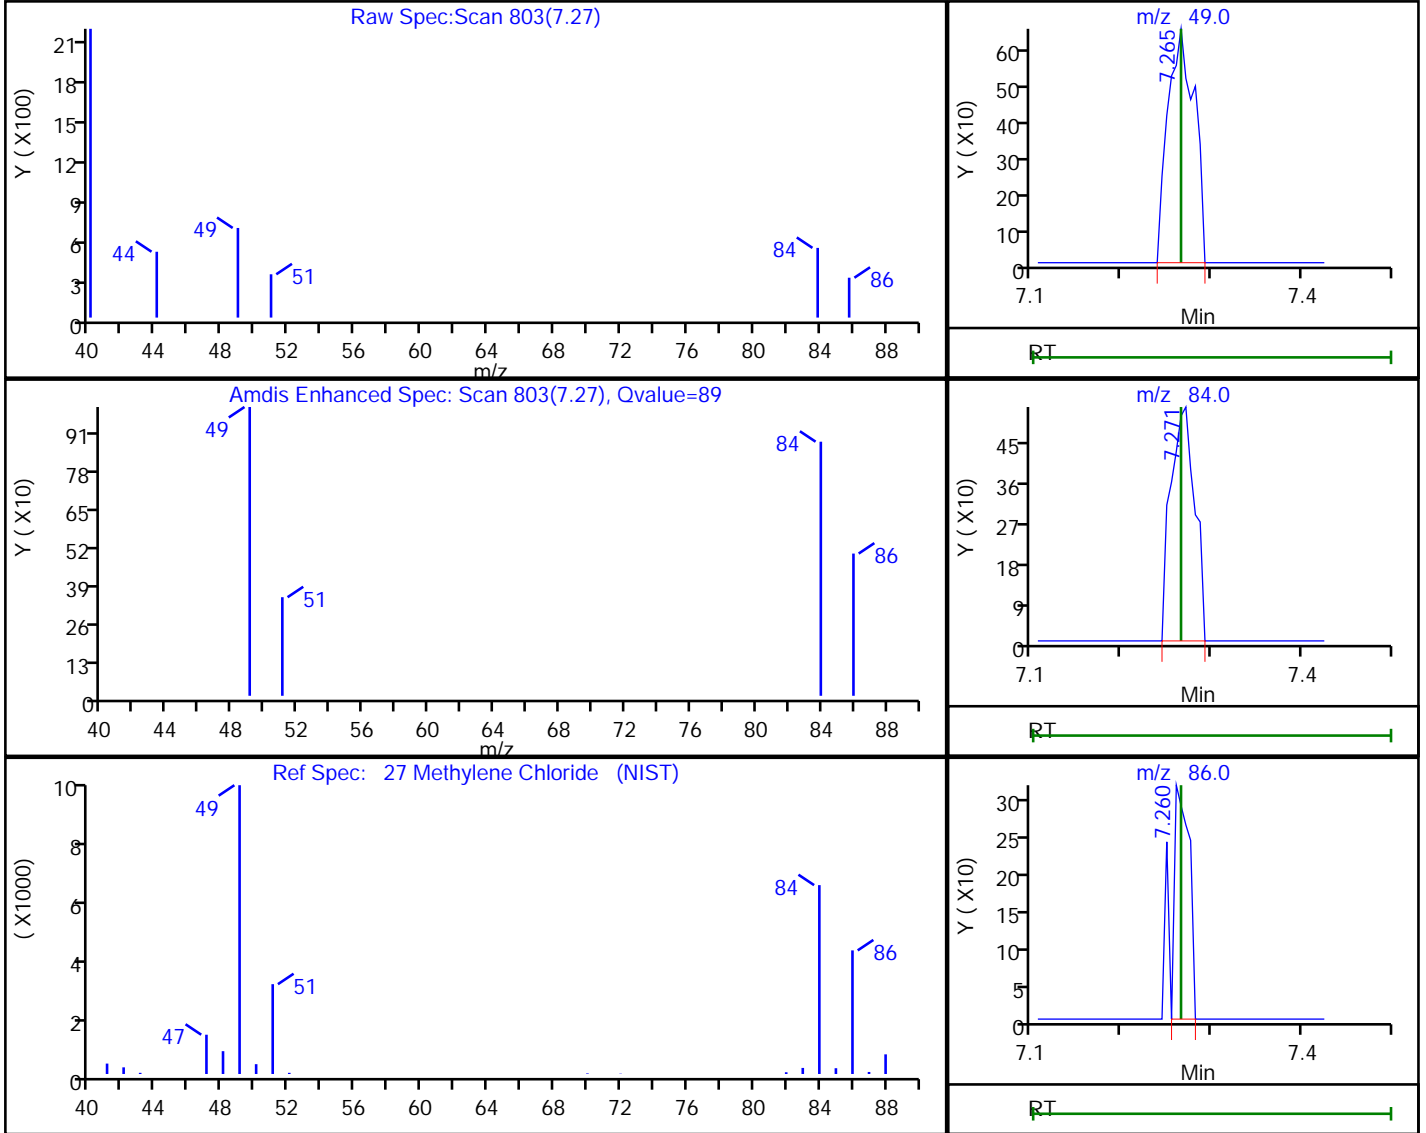 Raw Spec:Scan 803(7.27)
Y ( X100)
21
18
15
12
9
6
3
0
44
49
51
84
86
40 44 48 52 56 60 64 68 72 76 80 84 88
m/z
m/z 49.0
Y ( X10)
60
50
40
30
20
10
0
7.265
7.1 7.4
Min
RT
Amdis Enhanced Spec: Scan 803(7.27), Qvalue=89
Y ( X10)
91
78
65
52
39
26
13
0
49
51
84
86
40 44 48 52 56 60 64 68 72 76 80 84 88
m/z
m/z 84.0
Y ( X10)
45
36
27
18
9
0
7.271
7.1 7.4
Min
RT
Ref Spec: 27 Methylene Chloride (NIST)
( X1000)
10
8
6
4
2
0
47
49
51
84
86
40 44 48 52 56 60 64 68 72 76 80 84 88
m/z 86.0
Y ( X10)
30
25
20
15
10
5
0
7.260
7.1 7.4
Min
RT